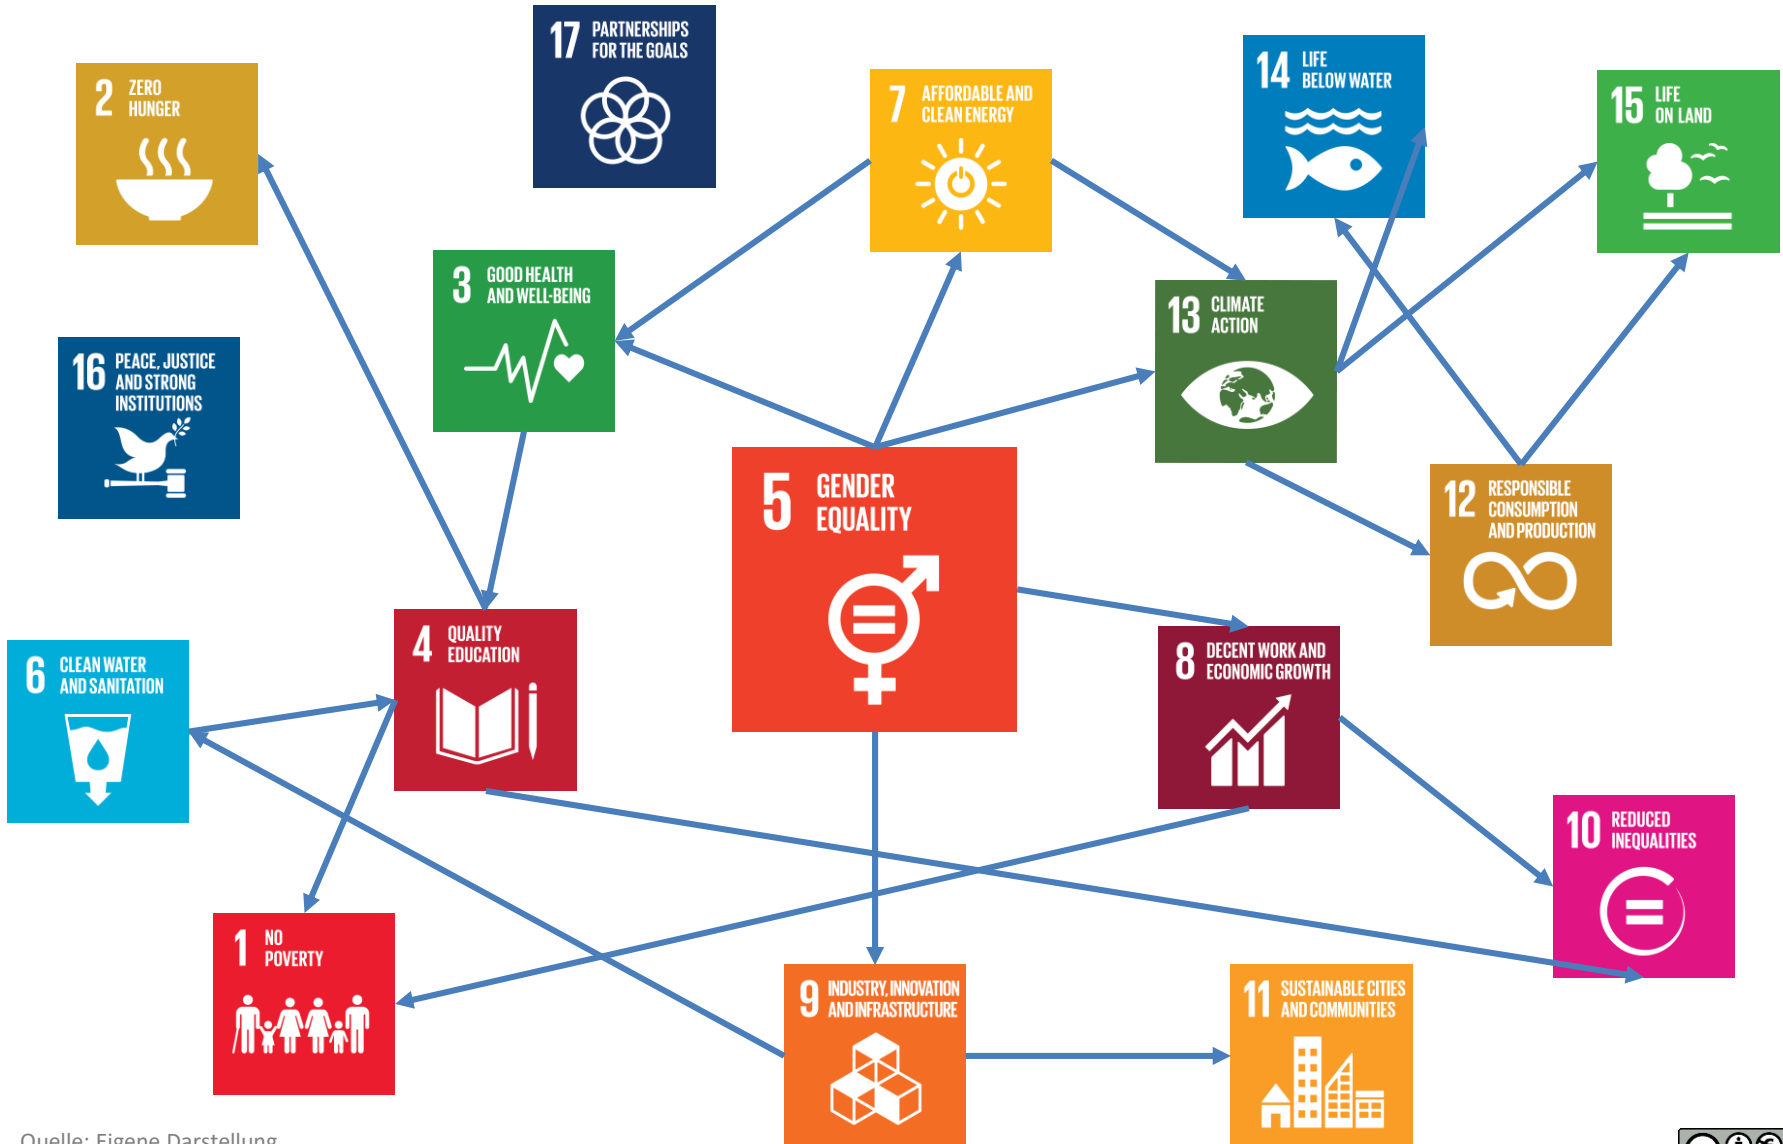 17 PARTNERSHIPS
FOR THE GOALS
14 LIFE
BELOW WATER
2 ZERO
HUNGER
7 AFFORDABLE AND
CLEAN ENERGY
15 LIFE
ON LAND
3 GOOD HEALTH
AND WELL-BEING
13 CLIMATE
ACTION
16 PEACE, JUSTICE
AND STRONG
INSTITUTIONS
5 GENDER
EQUALITY
12 RESPONSIBLE
CONSUMPTION
AND PRODUCTION
4 QUALITY
EDUCATION
6 CLEAN WATER
AND SANITATION
8 DECENT WORK AND
ECONOMIC GROWTH
10 REDUCED
INEQUALITIES
1 NO
POVERTY
9 INDUSTRY, INNOVATION
AND INFRASTRUCTURE
11 SUSTAINABLE CITIES
AND COMMUNITIES
Quelle: Eigene Darstellung